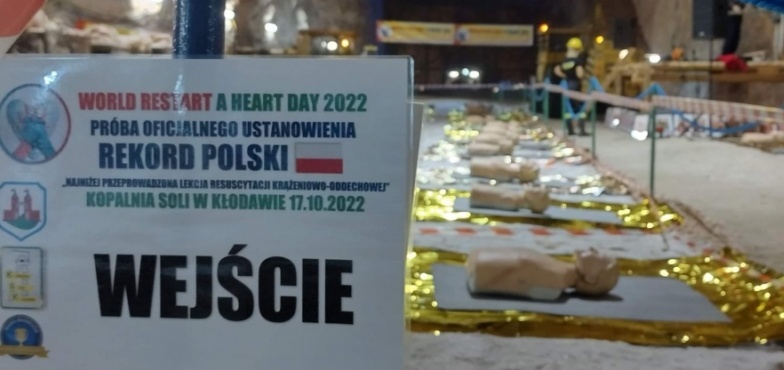 WORLD RESTART A HEART DAY 2022
PRÓBA OFICJALNEGO USTANOWIENIA
REKORD POLSKI
„NAJNIŻEJ PRZEPROWADZONA LEKCJA RESUSCYTACJI KRĄŻENIOWO-ODDECHOWEJ"
KOPALNIA SOLI W KŁODAWIE 17.10.2022
WEJŚCIE